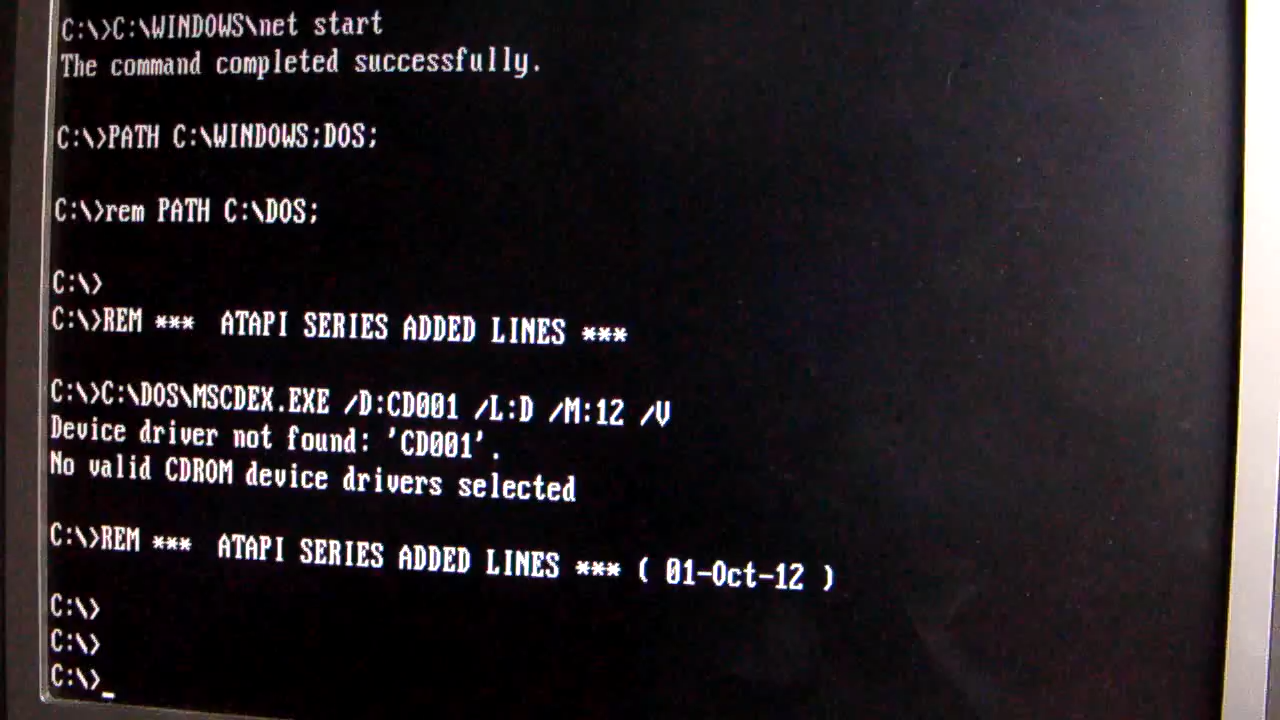 C:\>C:\WINDOWS\net start
The command completed successfully.
C:\>PATH C:\WINDOWS;DOS;
C:\>rem PATH C:\DOS;
C:\>
C:\>REM ***  ATAPI SERIES ADDED LINES ***
C:\>C:\DOS\MSCDEX.EXE /D:CD001 /L:D /M:12 /V
Device driver not found: 'CD001'.
No valid CDROM device drivers selected
C:\>REM ***  ATAPI SERIES ADDED LINES *** ( 01-Oct-12 )
C:\>
C:\>
C:\>_